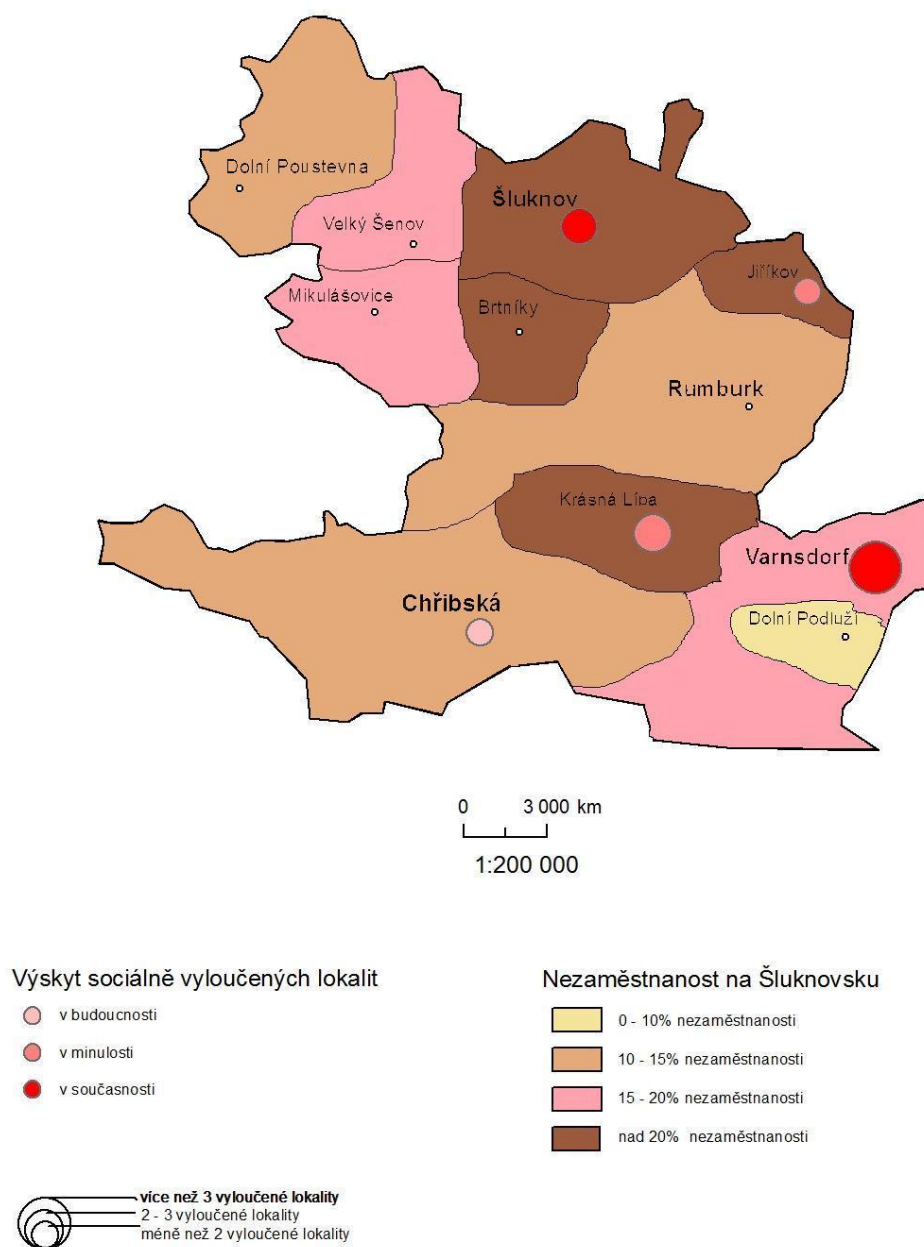 Dolní Poustevna
Šluknov
Velký Šenov
Jiříkov
Mikulášovice
Brtníky
Rumburk
Krásná Lípa
Varnsdorf
Chřibská
Dolní Podluží
0 3 000 km
1:200 000
Výskyt sociálně vyloučených lokalit
v budoucnosti
v minulosti
v současnosti
Nezaměstnanost na Šluknovsku
0 - 10% nezaměstnanosti
10 - 15% nezaměstnanosti
15 - 20% nezaměstnanosti
nad 20% nezaměstnanosti
více než 3 vyloučené lokality
2 - 3 vyloučené lokality
méně než 2 vyloučené lokality